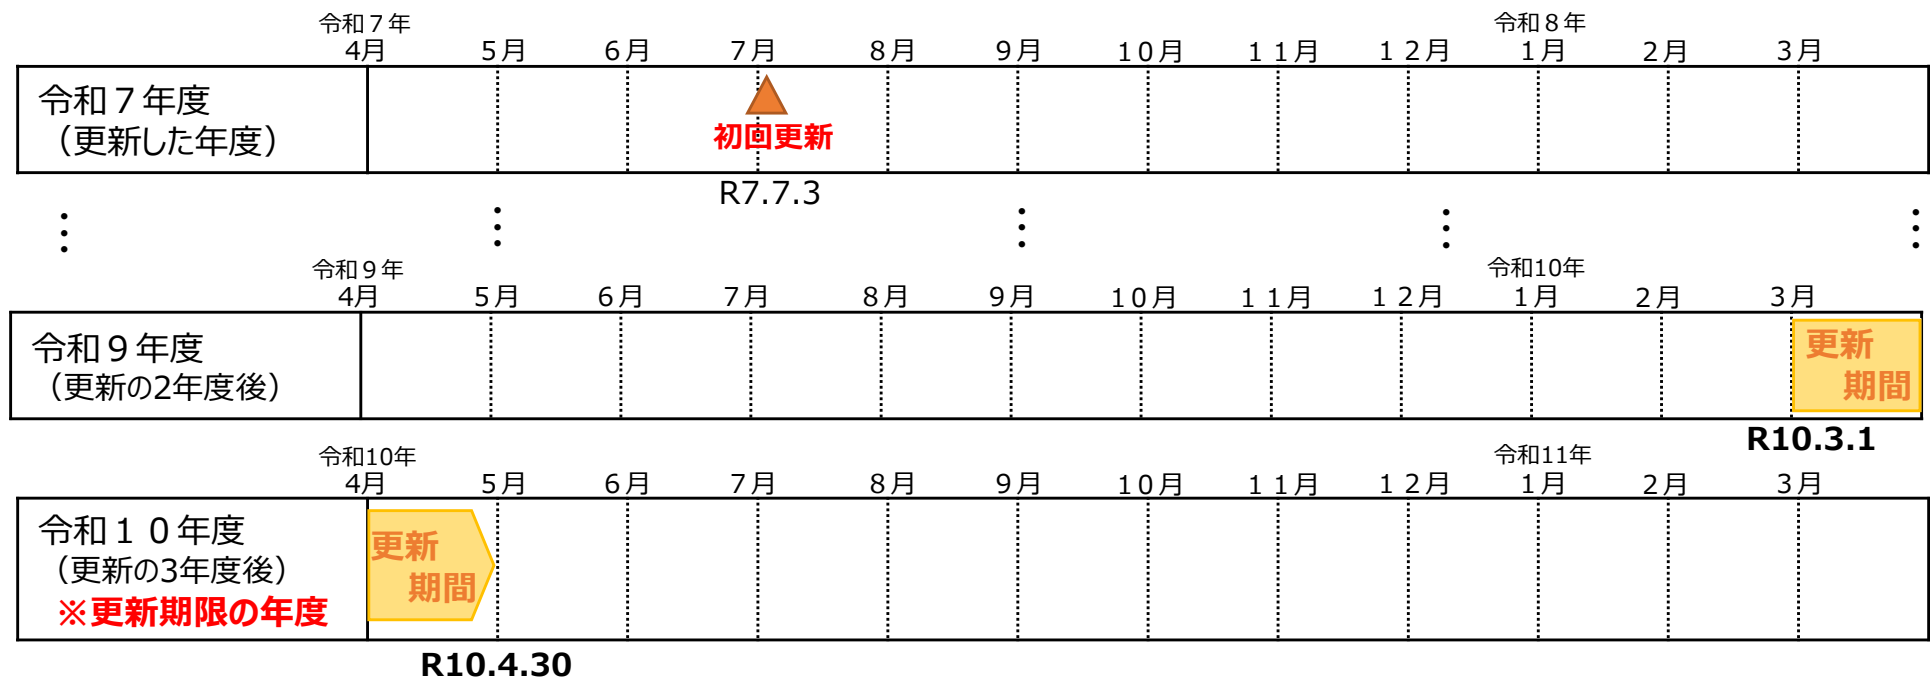 令和７年
令和８年
4月 5月 6月 7月 8月 9月 １０月 １１月 １２月 1月 2月 3月
令和７年度
（更新した年度）
初回更新
R7.7.3
⋮ ⋮ ⋮ ⋮ ⋮
令和９年
令和10年
4月 5月 6月 7月 8月 9月 １０月 １１月 １２月 1月 2月 3月
令和９年度
（更新の2年度後）
更新
期間
R10.3.1
令和10年
令和11年
4月 5月 6月 7月 8月 9月 １０月 １１月 １２月 1月 2月 3月
令和１０年度
（更新の3年度後）
※更新期限の年度
更新
期間
R10.4.30